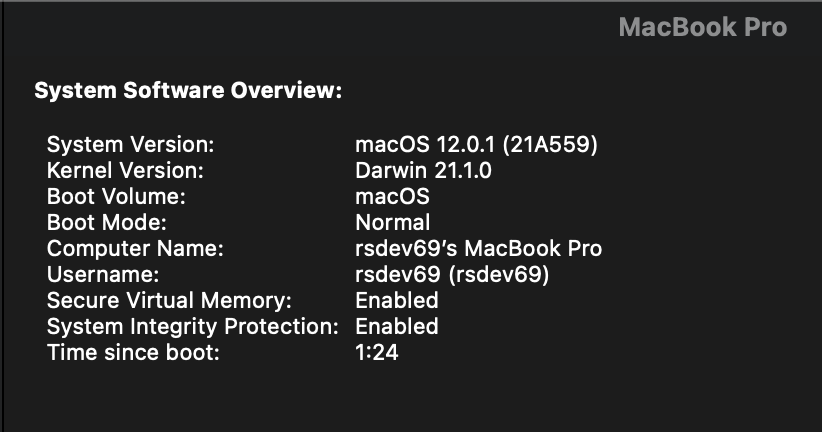 MacBook Pro
System Software Overview:
System Version: macOS 12.0.1 (21A559)
Kernel Version: Darwin 21.1.0
Boot Volume: macOS
Boot Mode: Normal
Computer Name: rsdev69’s MacBook Pro
Username: rsdev69 (rsdev69)
Secure Virtual Memory: Enabled
System Integrity Protection: Enabled
Time since boot: 1:24